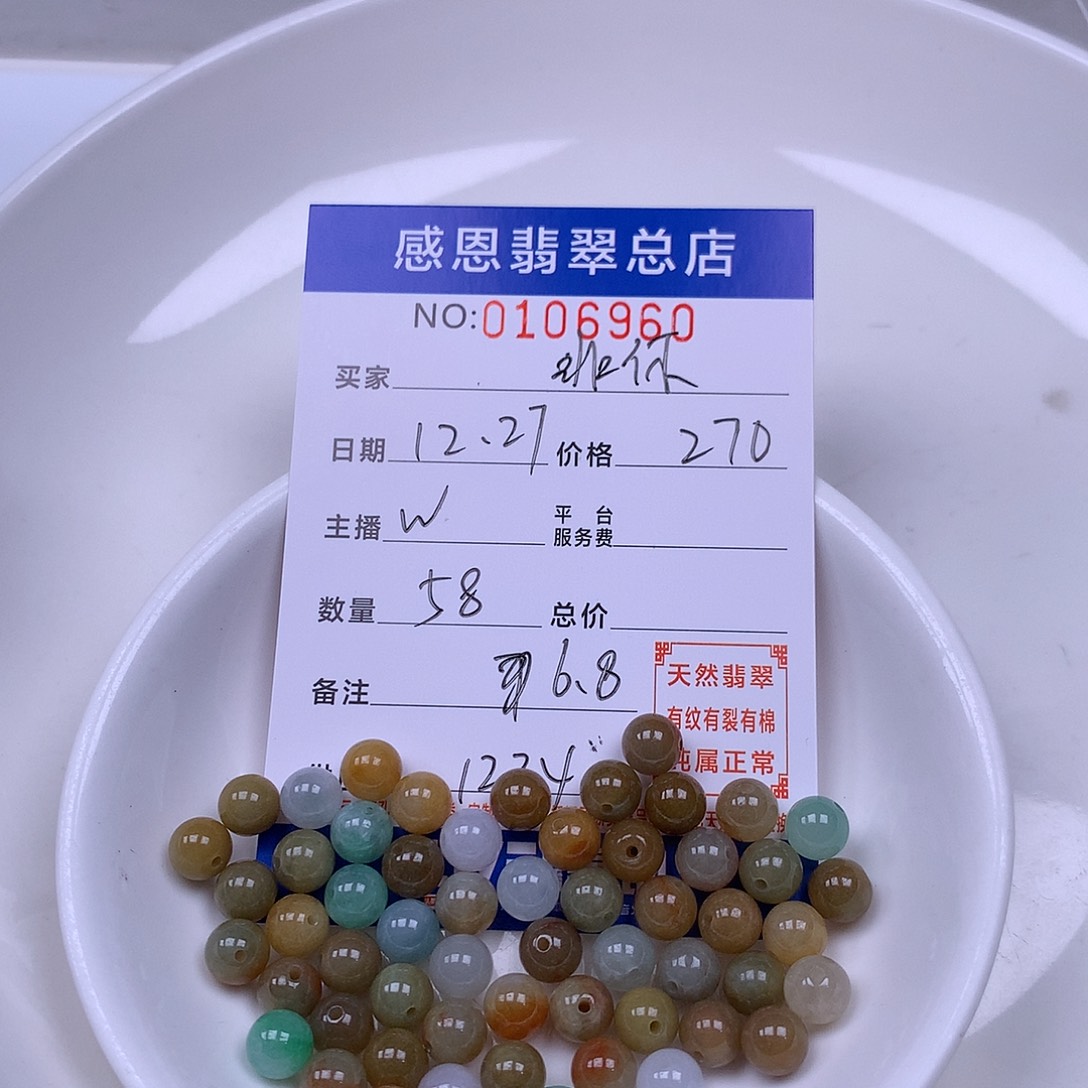 感恩翡翠总店
NO:0106960
买家
日期 12.27 价格 270
主播 W 平台服务费
数量 58 总价
备注 6.8
天然翡翠
有纹有裂有棉
纯属正常
1224